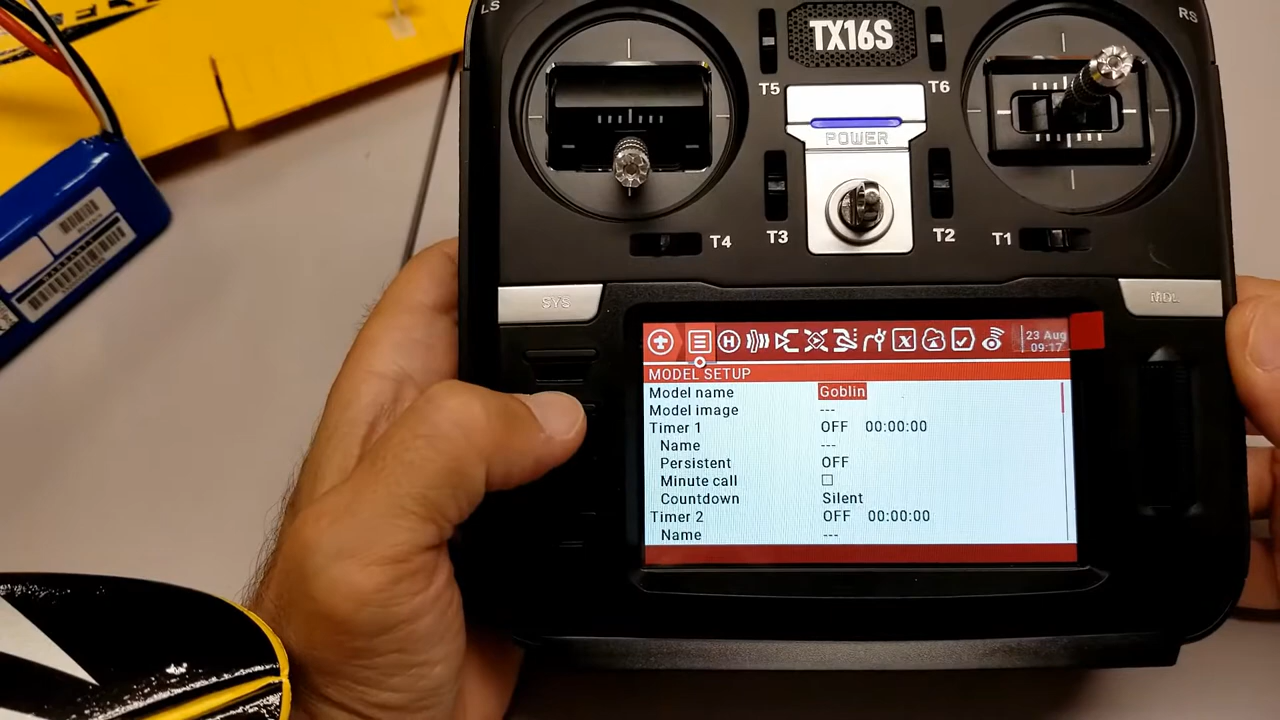 LS
RS
TX16S
T5
T6
POWER
T4
T3
T2
T1
SYS
MDL
H
X
23 Aug
09:17
MODEL SETUP
Model name Goblin
Model image ---
Timer 1 OFF 00:00:00
Name ---
Persistent OFF
Minute call
Countdown Silent
Timer 2 OFF 00:00:00
Name ---